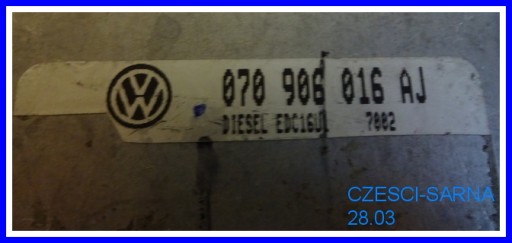 070 906 016 AJ
DIESEL EDC16U1 7002
CZESCI-SARNA
28.03